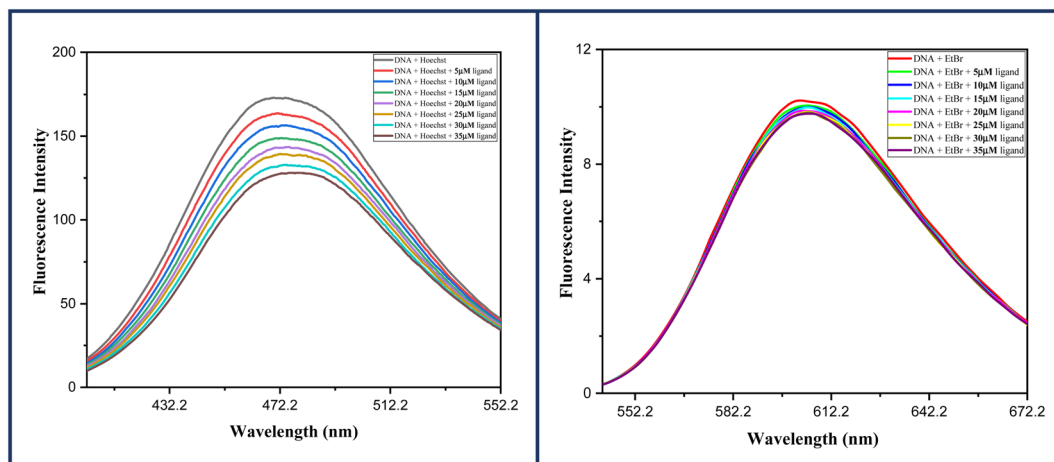 200
150
100
50
0
Fluorescence Intensity
DNA + Hoechst
DNA + Hoechst + 5μM ligand
DNA + Hoechst + 10μM ligand
DNA + Hoechst + 15μM ligand
DNA + Hoechst + 20μM ligand
DNA + Hoechst + 25μM ligand
DNA + Hoechst + 30μM ligand
DNA + Hoechst + 35μM ligand
432.2 472.2 512.2 552.2
Wavelength (nm)
12
9
6
3
0
Fluorescence Intensity
DNA + EtBr
DNA + EtBr + 5μM ligand
DNA + EtBr + 10μM ligand
DNA + EtBr + 15μM ligand
DNA + EtBr + 20μM ligand
DNA + EtBr + 25μM ligand
DNA + EtBr + 30μM ligand
DNA + EtBr + 35μM ligand
552.2 582.2 612.2 642.2 672.2
Wavelength (nm)